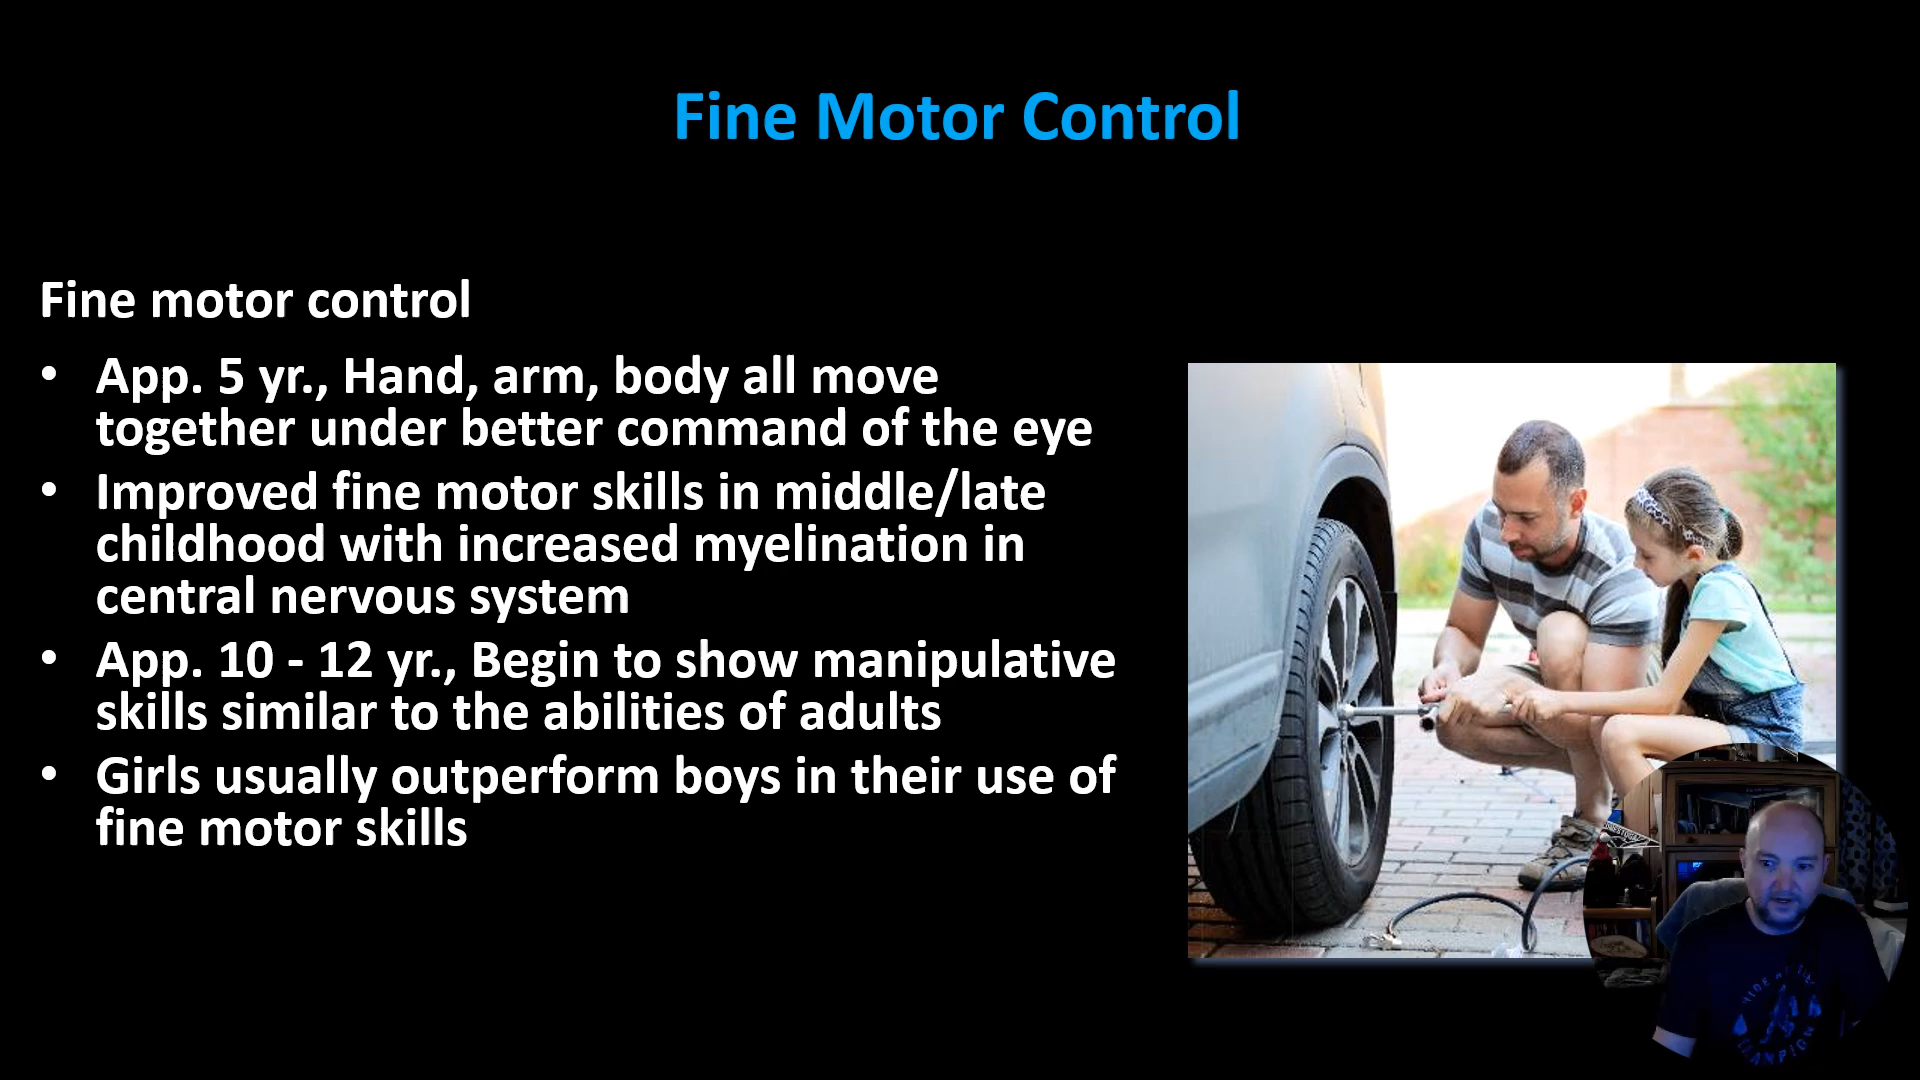 Fine Motor Control
Fine motor control
• App. 5 yr., Hand, arm, body all move
together under better command of the eye
• Improved fine motor skills in middle/late
childhood with increased myelination in
central nervous system
• App. 10 - 12 yr., Begin to show manipulative
skills similar to the abilities of adults
• Girls usually outperform boys in their use of
fine motor skills